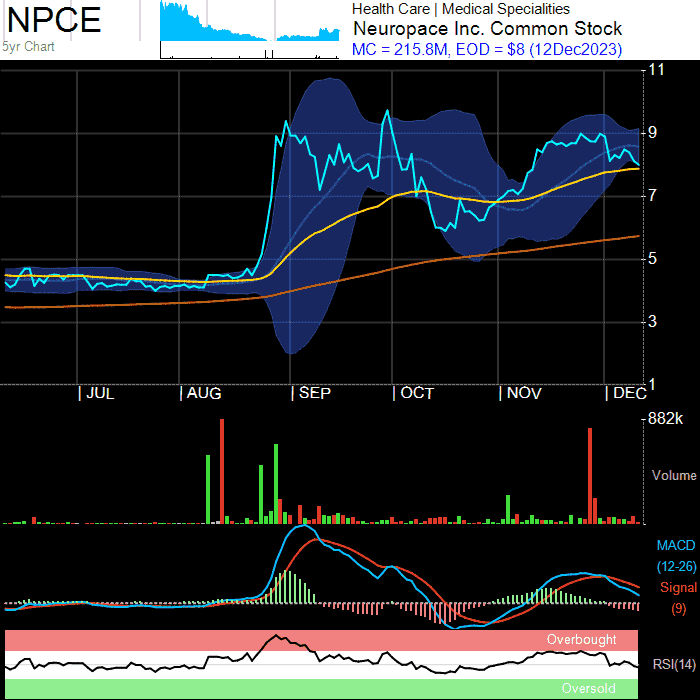 NPCE
5yr Chart
Health Care | Medical Specialities
Neuropace Inc. Common Stock
MC = 215.8M, EOD = $8 (12Dec2023)
11
9
7
5
3
1
| JUL
| AUG
| SEP
| OCT
| NOV
| DEC
882k
Volume
MACD
(12-26)
Signal
(9)
Overbought
RSI(14)
Oversold